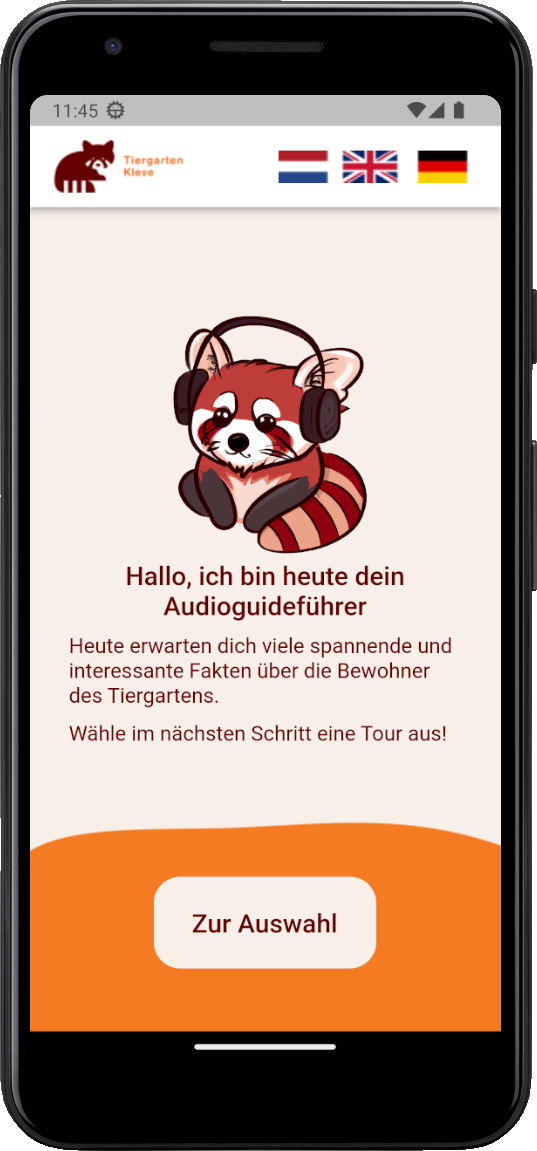 11:45
Tiergarten
Kleve
Hallo, ich bin heute dein
Audioguideführer
Heute erwarten dich viele spannende und
interessante Fakten über die Bewohner
des Tiergartens.
Wähle im nächsten Schritt eine Tour aus!
Zur Auswahl